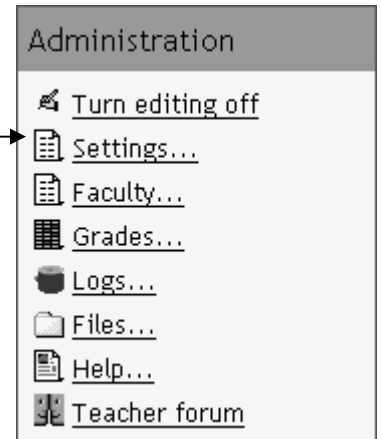 Administration
Turn editing off
Settings...
Faculty...
Grades...
Logs...
Files...
Help...
Teacher forum